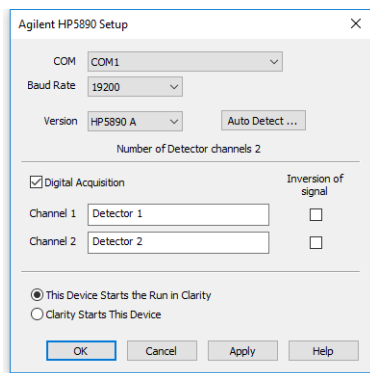 Agilent HP5890 Setup
COM COM1
Baud Rate 19200
Version HP5890 A Auto Detect ...
Number of Detector channels 2
Digital Acquisition
Inversion of
signal
Channel 1 Detector 1
Channel 2 Detector 2
This Device Starts the Run in Clarity
Clarity Starts This Device
OK Cancel Apply Help